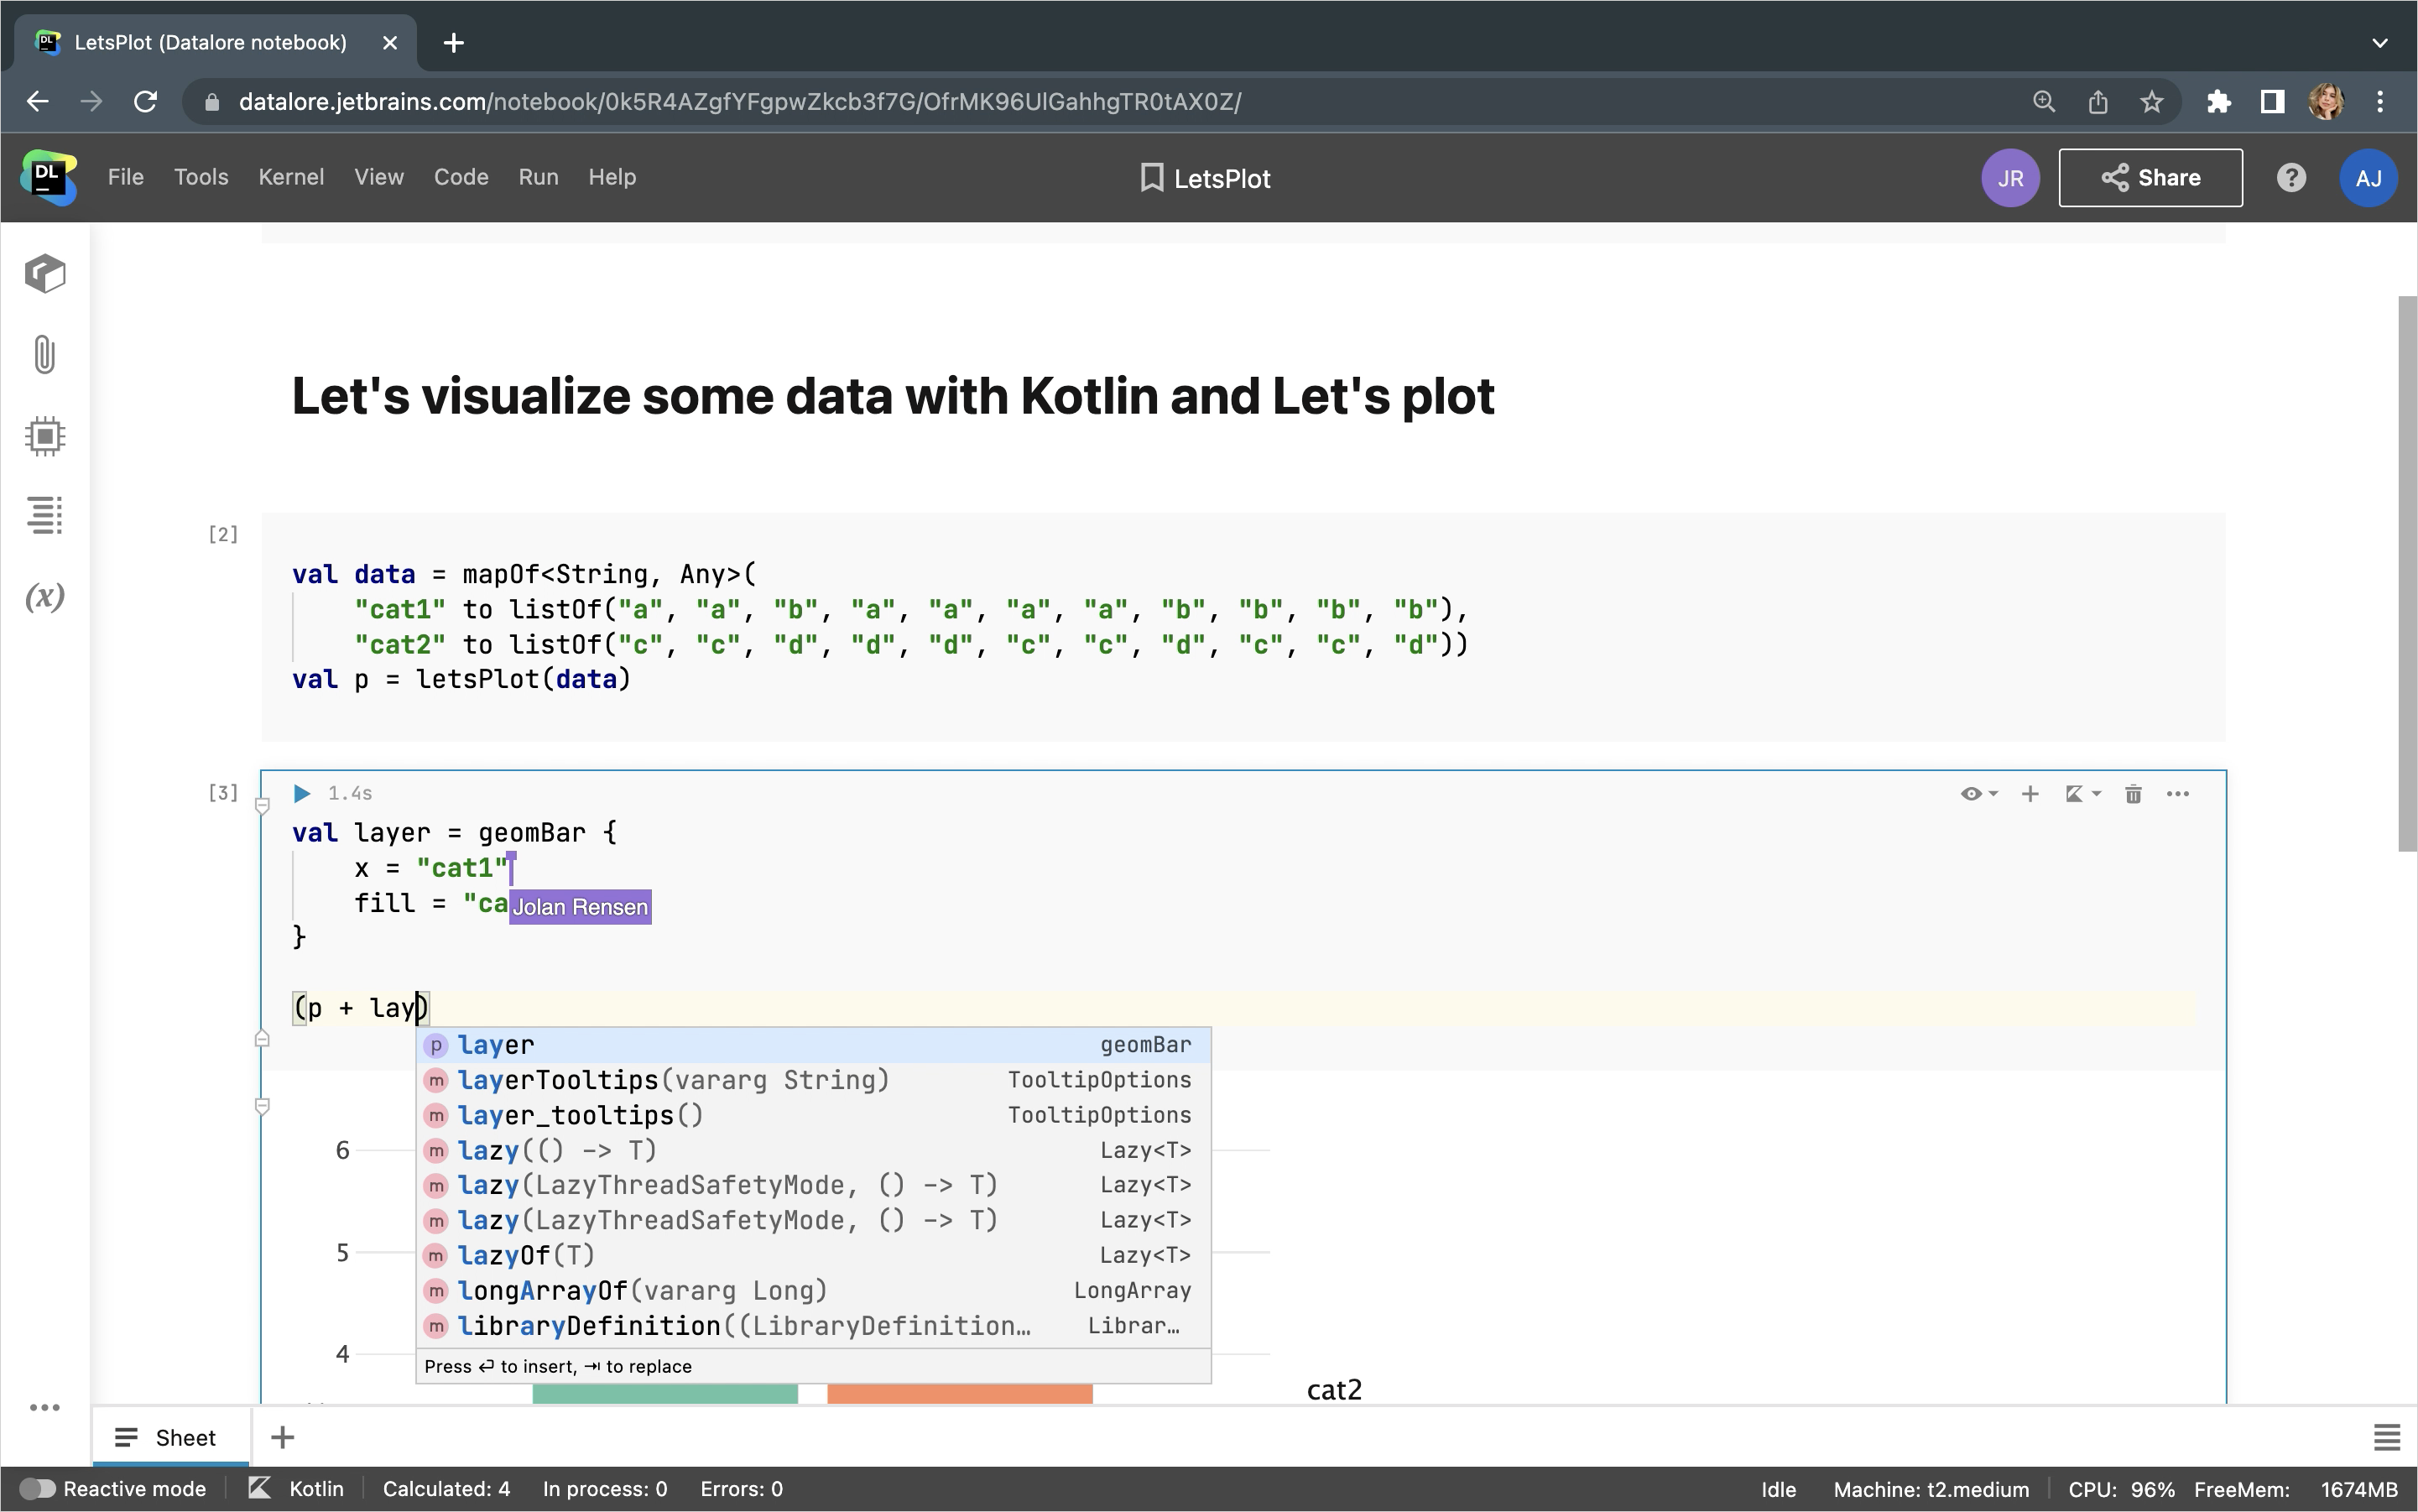 LetsPlot (Datalore notebook)
datalore.jetbrains.com/notebook/0k5R4AZgfYFgpwZkcb3f7G/OfrMK96UlGahhgTR0tAX0Z/
DL
File Tools Kernel View Code Run Help
LetsPlot
JR
Share
?
AJ
Let's visualize some data with Kotlin and Let's plot
[2]
val data = mapOf<String, Any>(
"cat1" to listOf("a", "a", "b", "a", "a", "a", "a", "b", "b", "b", "b"),
"cat2" to listOf("c", "c", "d", "d", "d", "c", "c", "d", "c", "c", "d"))
val p = letsPlot(data)
[3]
1.4s
val layer = geomBar {
x = "cat1"
fill = "ca
Jolan Rensen
}
(p + lay)
p layer geomBar
m layerTooltips(vararg String) TooltipOptions
m layer_tooltips() TooltipOptions
m lazy(() -> T) Lazy<T>
m lazy(LazyThreadSafetyMode, () -> T) Lazy<T>
m lazy(LazyThreadSafetyMode, () -> T) Lazy<T>
m lazyOf(T) Lazy<T>
m longArrayOf(vararg Long) LongArray
m libraryDefinition((LibraryDefinition… Librar…
Press ⏎ to insert, ⇥ to replace
6
5
4
cat2
(x)
Sheet
Reactive mode Kotlin Calculated: 4 In process: 0 Errors: 0 Idle Machine: t2.medium CPU: 96% FreeMem: 1674MB